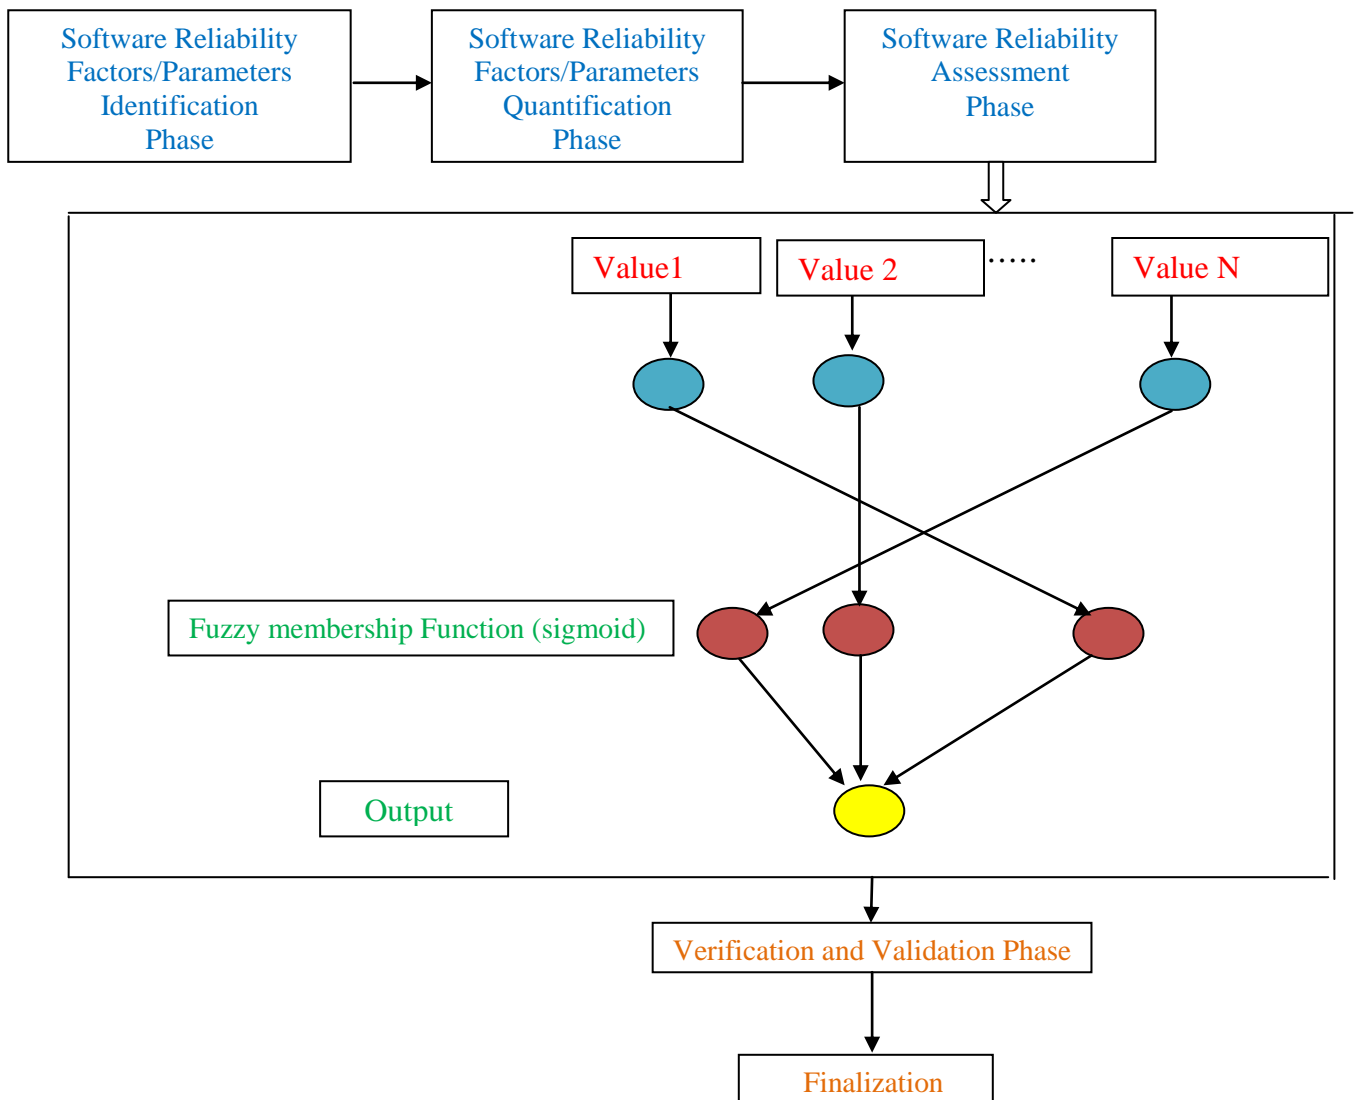 Software Reliability
Factors/Parameters
Identification
Phase
Software Reliability
Factors/Parameters
Quantification
Phase
Software Reliability
Assessment
Phase
Value1
Value 2
.....
Value N
Fuzzy membership Function (sigmoid)
Output
Verification and Validation Phase
Finalization